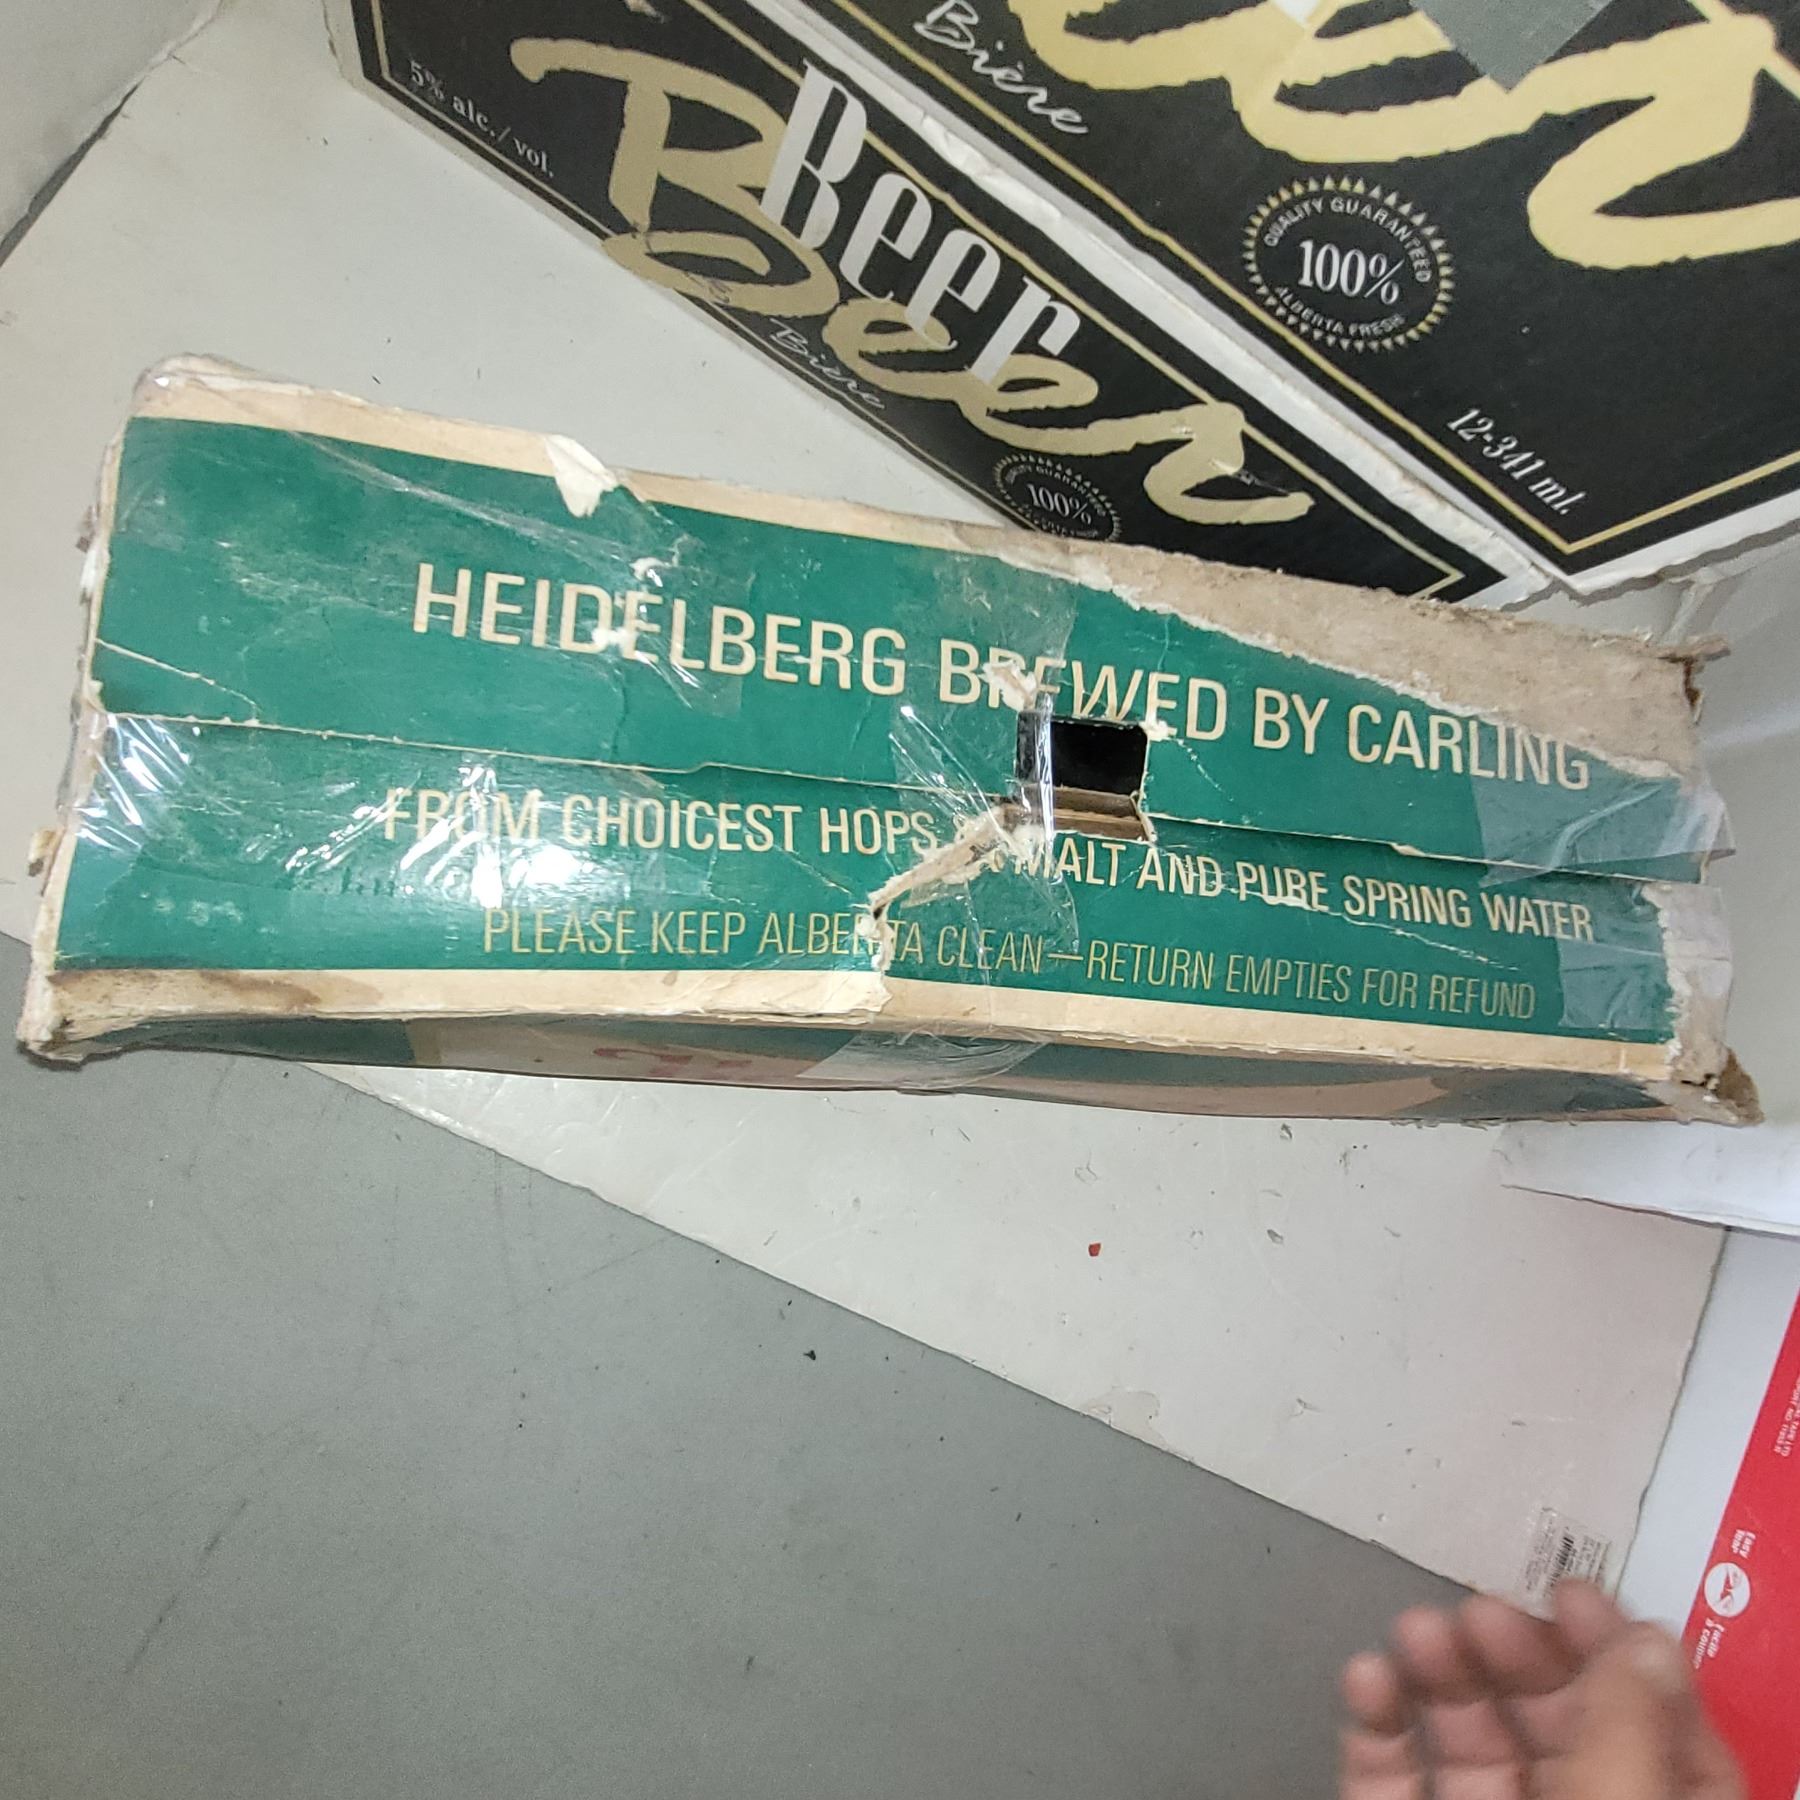 Bière
5% alc./vol.
Beer
Beer
Bière
QUALITY GUARANTEED
100%
ALBERTA FRESH
100%
12-341 ml.
HEIDELBERG BREWED BY CARLING
FROM CHOICEST HOPS MALT AND PURE SPRING WATER
PLEASE KEEP ALBERTA CLEAN—RETURN EMPTIES FOR REFUND